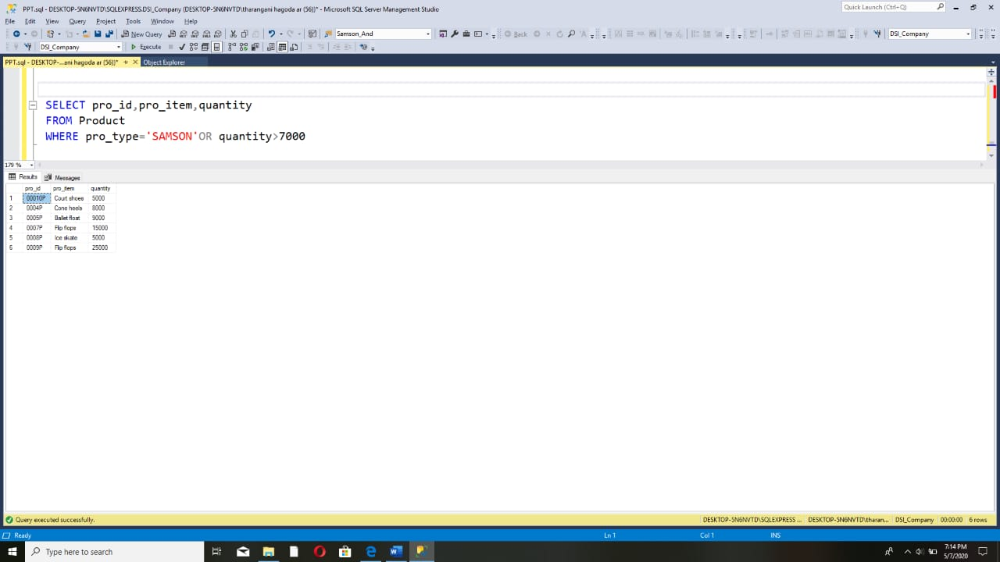 PPT.sql - DESKTOP-5N6NVTD\SQLEXPRESS.DSI_Company (DESKTOP-5N6NVTD\tharangani hagoda ar (56))* - Microsoft SQL Server Management Studio
Quick Launch (Ctrl+Q)
File Edit View Query Project Tools Window Help
New Query Samson_And Back DSI_Company
DSI_Company Execute
PPT.sql - DESKTOP-...ani hagoda ar (56))* Object Explorer
SELECT pro_id,pro_item,quantity
FROM Product
WHERE pro_type='SAMSON'OR quantity>7000
179 %
Results Messages
pro_id pro_item quantity
1 00010P Court shoes 5000
2 0004P Cone heels 8000
3 0005P Ballet float 9000
4 0007P Flip flops 15000
5 0008P Ice skate 5000
6 0009P Flip flops 25000
Query executed successfully. DESKTOP-5N6NVTD\SQLEXPRESS ... DESKTOP-5N6NVTD\tharan... DSI_Company 00:00:00 6 rows
Ready Ln 1 Col 1 INS
Type here to search
7:14 PM
5/7/2020